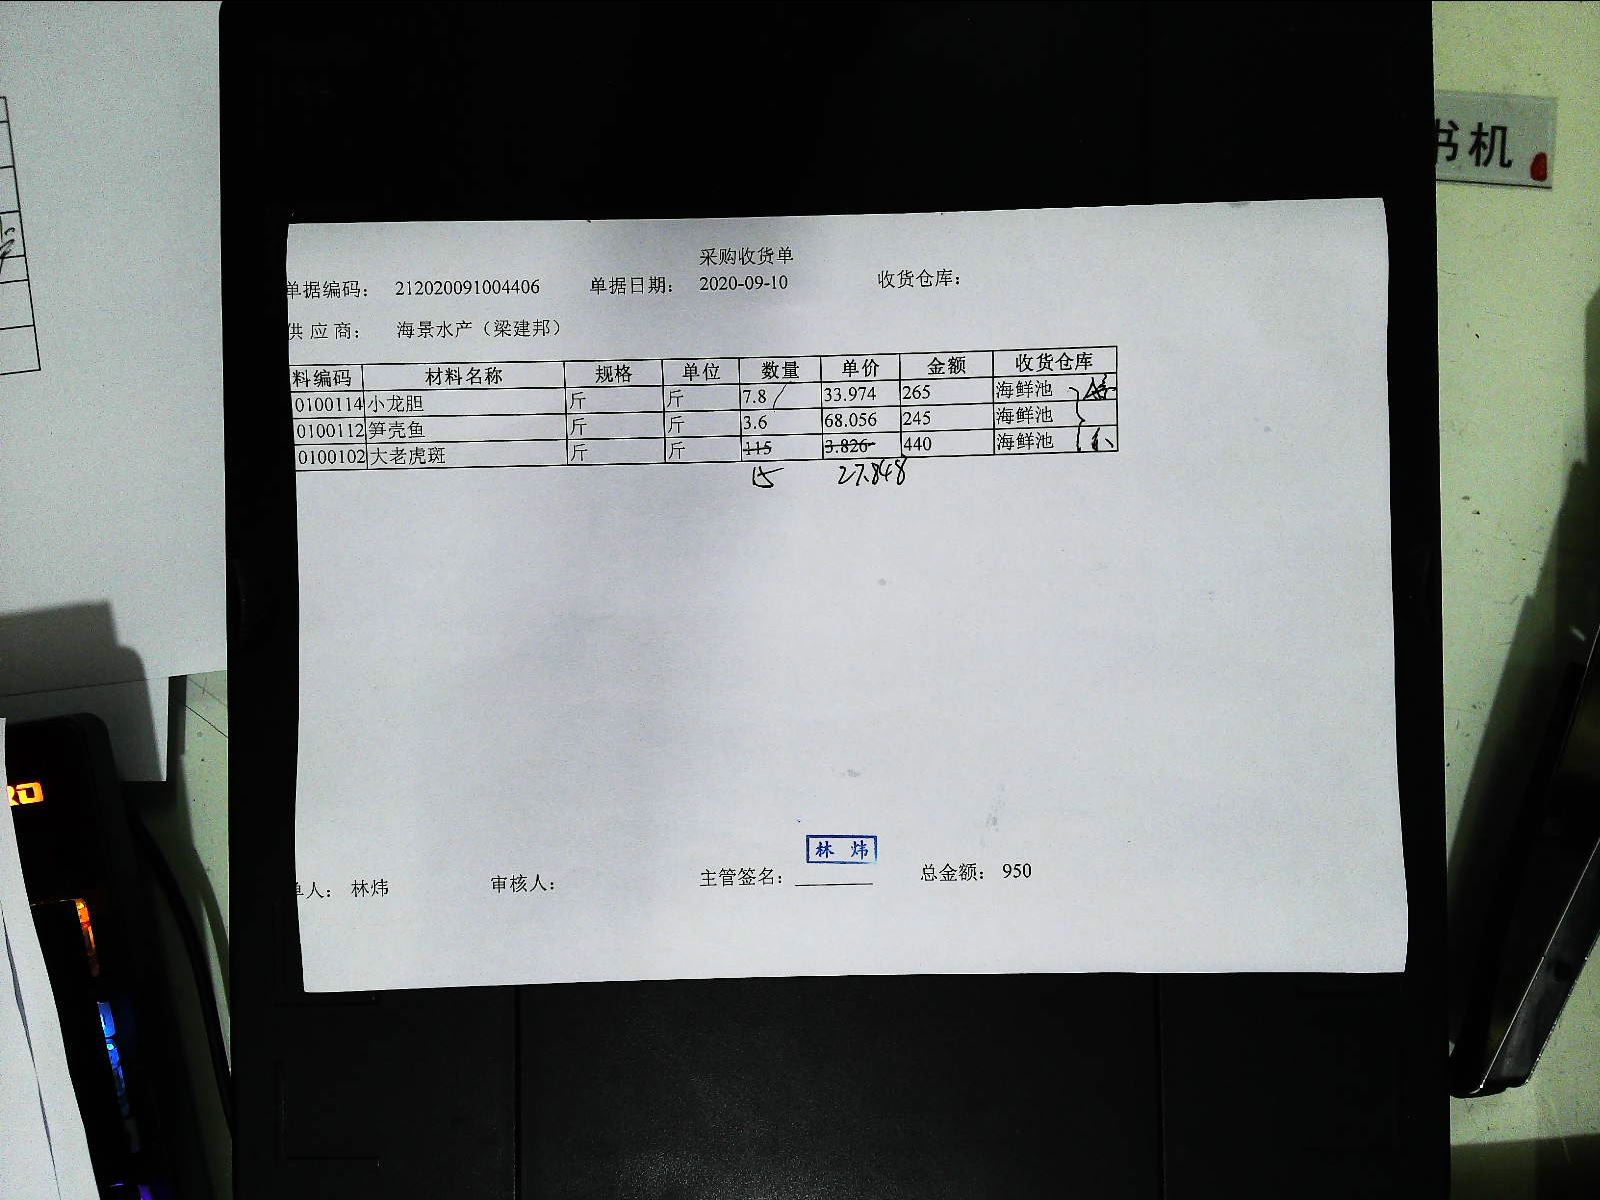 书机
采购收货单
单据编码： 212020091004406 单据日期： 2020-09-10 收货仓库：
供 应 商： 海景水产（梁建邦）
料编码 材料名称 规格 单位 数量 单价 金额 收货仓库
0100114 小龙胆 斤 斤 7.8 33.974 265 海鲜池
0100112 笋壳鱼 斤 斤 3.6 68.056 245 海鲜池
0100102 大老虎斑 斤 斤 115 3.826 440 海鲜池
15 27.848
林 炜
单人： 林炜 审核人： 主管签名： 总金额： 950
RD